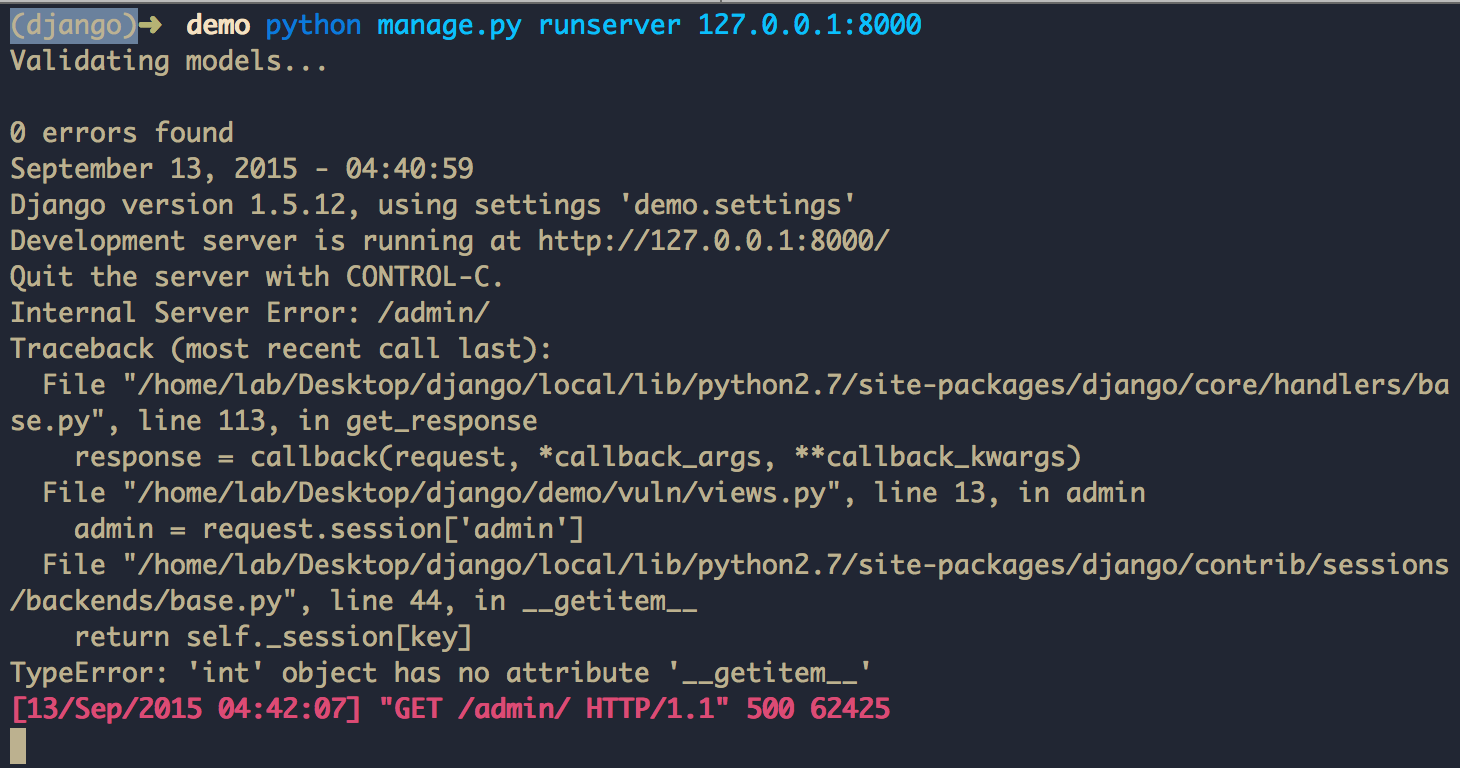 (django)→ demo python manage.py runserver 127.0.0.1:8000
Validating models...

0 errors found
September 13, 2015 - 04:40:59
Django version 1.5.12, using settings 'demo.settings'
Development server is running at http://127.0.0.1:8000/
Quit the server with CONTROL-C.
Internal Server Error: /admin/
Traceback (most recent call last):
  File "/home/lab/Desktop/django/local/lib/python2.7/site-packages/django/core/handlers/ba
se.py", line 113, in get_response
    response = callback(request, *callback_args, **callback_kwargs)
  File "/home/lab/Desktop/django/demo/vuln/views.py", line 13, in admin
    admin = request.session['admin']
  File "/home/lab/Desktop/django/local/lib/python2.7/site-packages/django/contrib/sessions
/backends/base.py", line 44, in __getitem__
    return self._session[key]
TypeError: 'int' object has no attribute '__getitem__'
[13/Sep/2015 04:42:07] "GET /admin/ HTTP/1.1" 500 62425